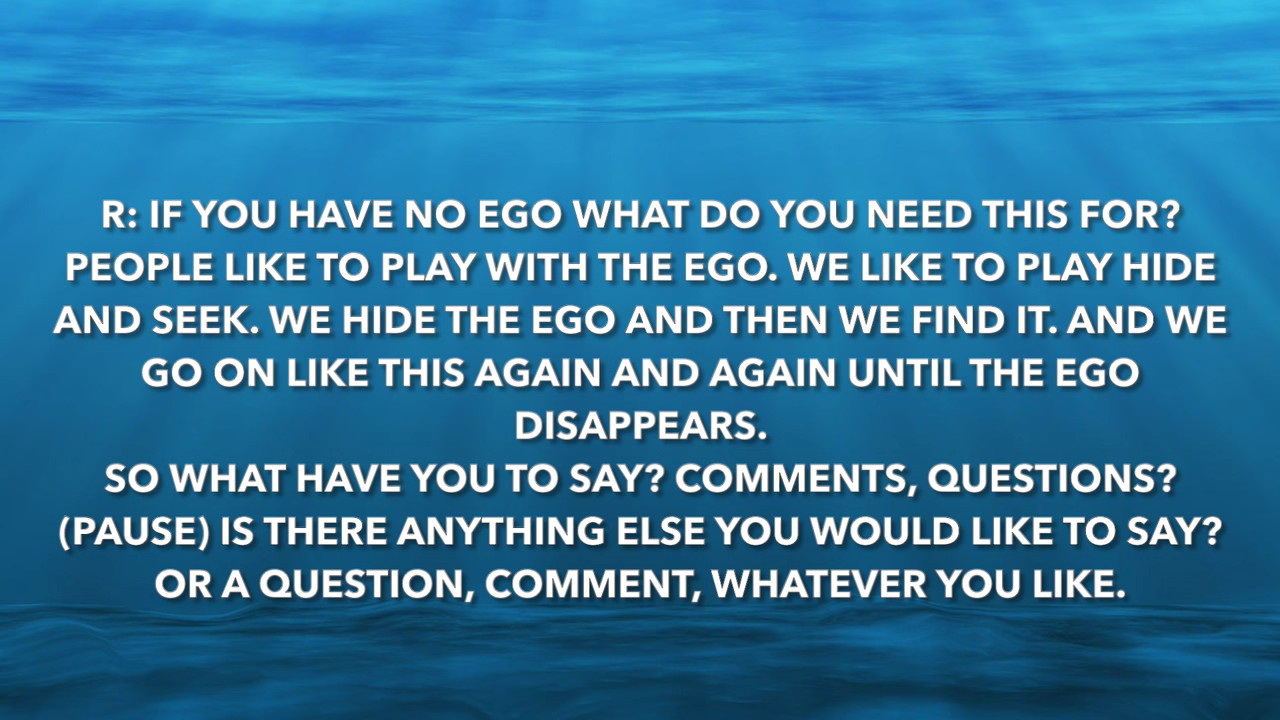 R: IF YOU HAVE NO EGO WHAT DO YOU NEED THIS FOR?
PEOPLE LIKE TO PLAY WITH THE EGO. WE LIKE TO PLAY HIDE
AND SEEK. WE HIDE THE EGO AND THEN WE FIND IT. AND WE
GO ON LIKE THIS AGAIN AND AGAIN UNTIL THE EGO
DISAPPEARS.
SO WHAT HAVE YOU TO SAY? COMMENTS, QUESTIONS?
(PAUSE) IS THERE ANYTHING ELSE YOU WOULD LIKE TO SAY?
OR A QUESTION, COMMENT, WHATEVER YOU LIKE.